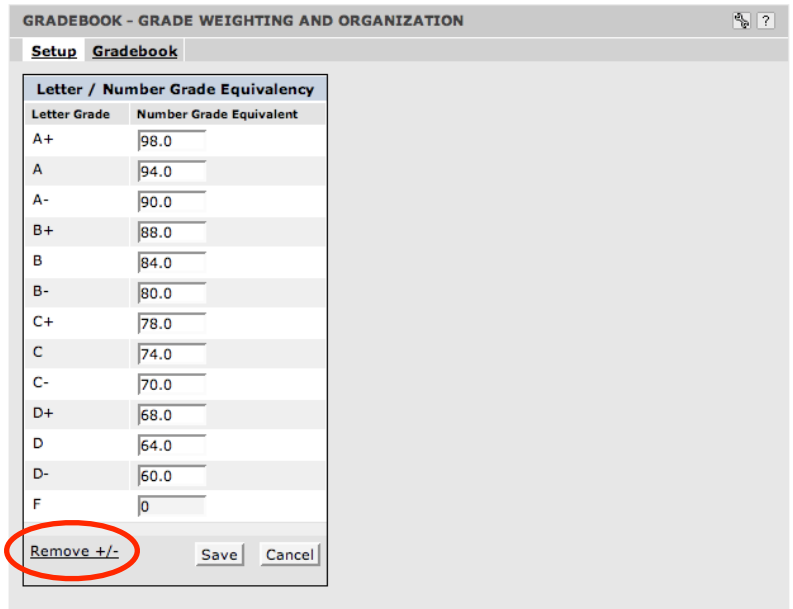 GRADEBOOK - GRADE WEIGHTING AND ORGANIZATION ?
Setup Gradebook
Letter / Number Grade Equivalency
Letter Grade Number Grade Equivalent
A+ 98.0
A 94.0
A- 90.0
B+ 88.0
B 84.0
B- 80.0
C+ 78.0
C 74.0
C- 70.0
D+ 68.0
D 64.0
D- 60.0
F 0
Remove +/- Save Cancel